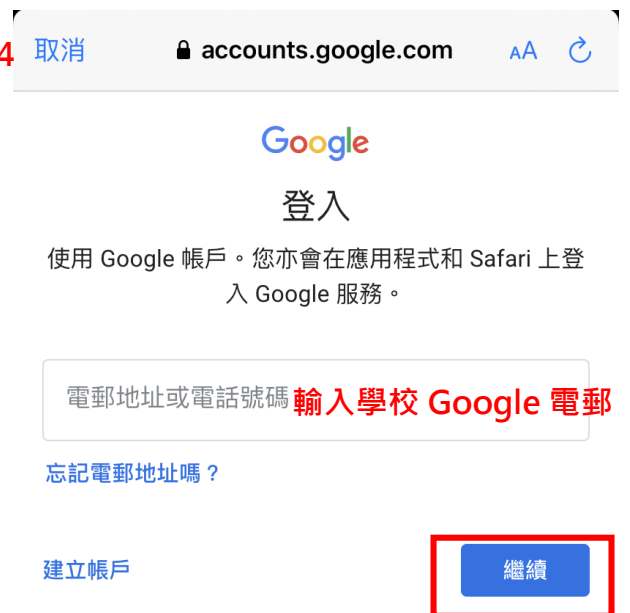 4
取消 accounts.google.com AA
Google
登入
使用 Google 帳戶。您亦會在應用程式和 Safari 上登
入 Google 服務。
電郵地址或電話號碼 輸入學校 Google 電郵
忘記電郵地址嗎？
建立帳戶 繼續